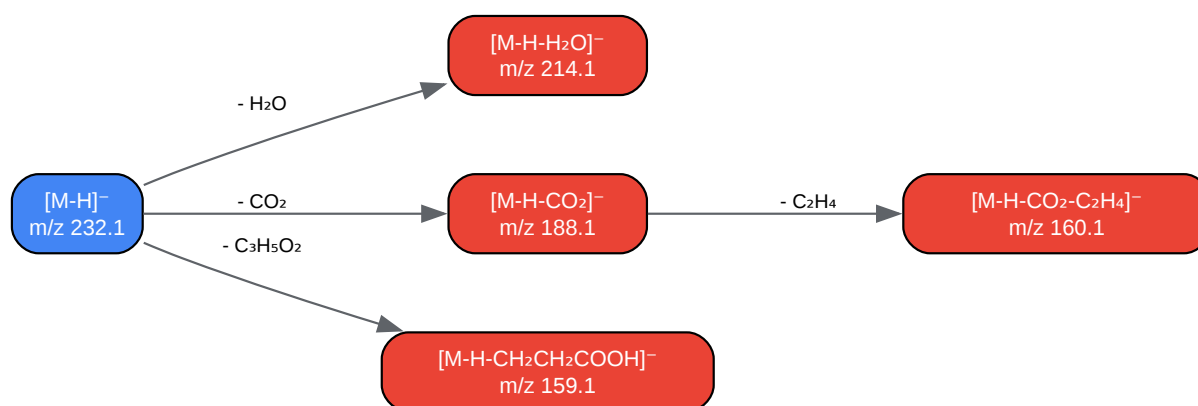 [M-H-H₂O]⁻
m/z 214.1
- H₂O
[M-H]⁻
m/z 232.1
- CO₂
[M-H-CO₂]⁻
m/z 188.1
- C₂H₄
[M-H-CO₂-C₂H₄]⁻
m/z 160.1
- C₃H₅O₂
[M-H-CH₂CH₂COOH]⁻
m/z 159.1